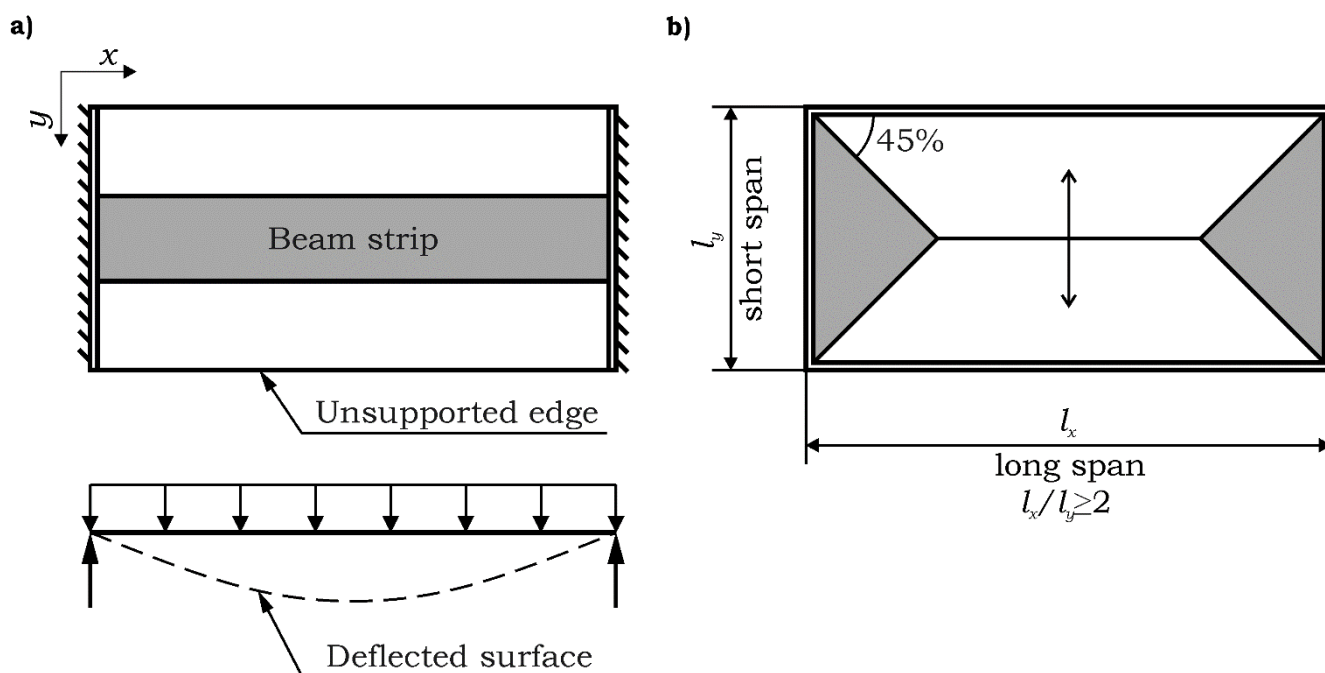 a)
x
y
Beam strip
Unsupported edge
Deflected surface
b)
45%
l_y
short span
l_x
long span
l_x/l_y≥2